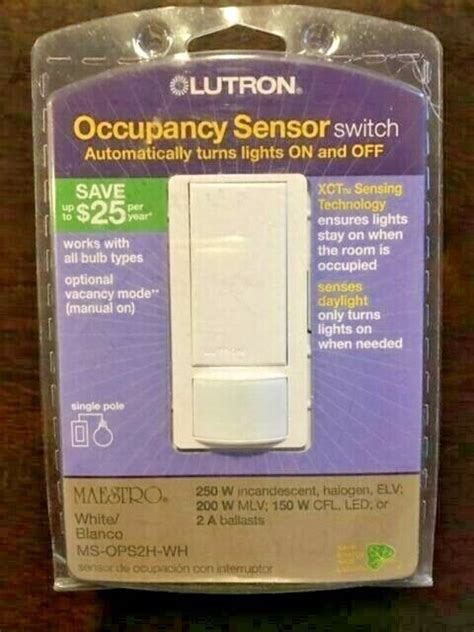 LUTRON®
Occupancy Sensor switch
Automatically turns lights ON and OFF
SAVE
up to $25 per year*
works with
all bulb types
optional
vacancy mode**
(manual on)
single pole
XCT™ Sensing
Technology
ensures lights
stay on when
the room is
occupied
senses
daylight
only turns
lights on
when needed
LUTRON
MAESTRO®
White/
Blanco
MS-OPS2H-WH
sensor de ocupación con interruptor
250 W incandescent, halogen, ELV;
200 W MLV; 150 W CFL, LED; or
2 A ballasts